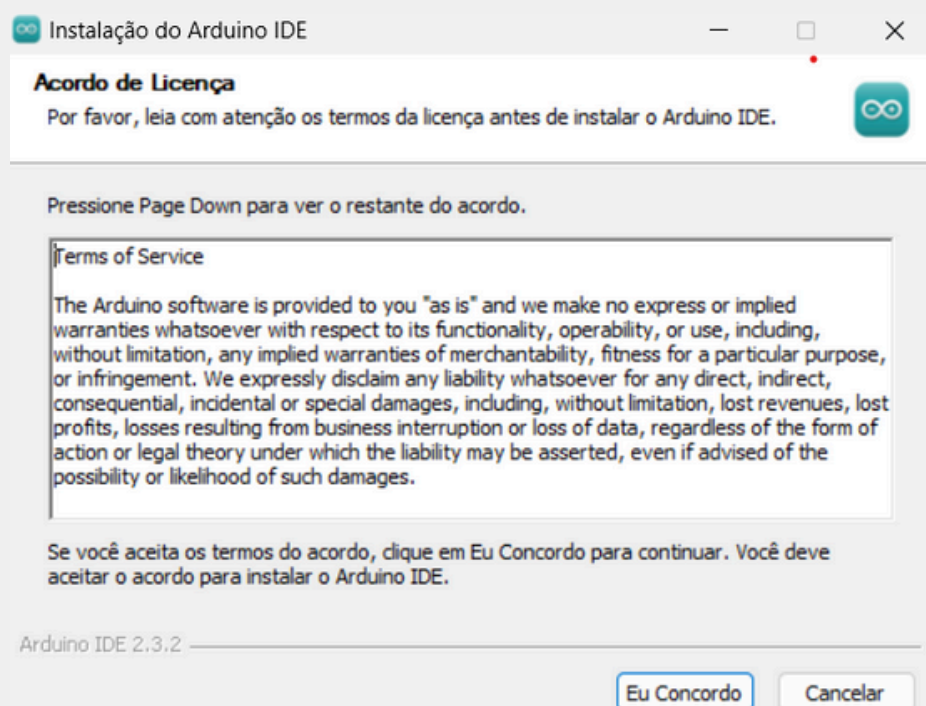 Instalação do Arduino IDE
Acordo de Licença
Por favor, leia com atenção os termos da licença antes de instalar o Arduino IDE.
Pressione Page Down para ver o restante do acordo.
Terms of Service
The Arduino software is provided to you "as is" and we make no express or implied
warranties whatsoever with respect to its functionality, operability, or use, including,
without limitation, any implied warranties of merchantability, fitness for a particular purpose,
or infringement. We expressly disclaim any liability whatsoever for any direct, indirect,
consequential, incidental or special damages, including, without limitation, lost revenues, lost
profits, losses resulting from business interruption or loss of data, regardless of the form of
action or legal theory under which the liability may be asserted, even if advised of the
possibility or likelihood of such damages.
Se você aceita os termos do acordo, clique em Eu Concordo para continuar. Você deve
aceitar o acordo para instalar o Arduino IDE.
Arduino IDE 2.3.2
Eu Concordo
Cancelar